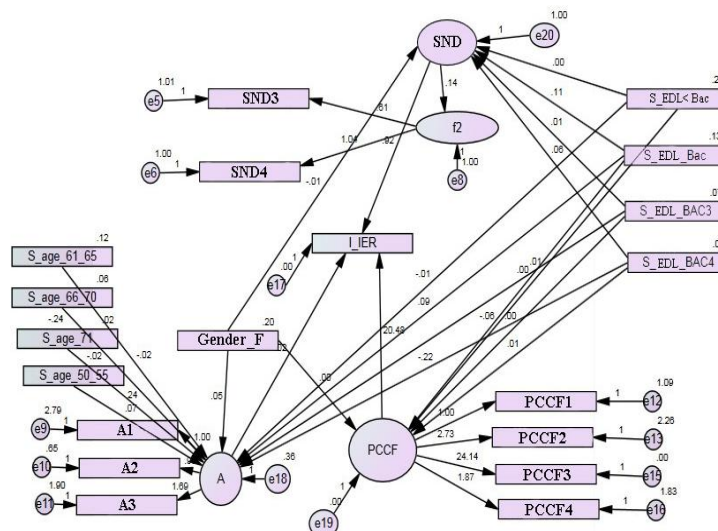 1.00
SND
1
e20
.00
.2
S_EDL< Bac
1.01
e5
1
SND3
.14
.11
.01
.06
f2
.13
S_EDL_Bac
1.00
e6
1
SND4
.61
1.04
-.01
.92
1
1.00
e8
.0
S_EDL_BAC3
S_EDL_BAC4
.12
S_age_61_65
I_IER
1
.00
e17
.06
S_age_66_70
.02
-.24
S_age_71
-.02
-.02
S_age_50_55
Gender_F
.20
20.48
-.01
.09
.01
.00
-.06
.00
.01
-.22
.05
.00
.24
.07
2.79
e9
1
A1
1.00
.65
e10
1
A2
1.90
e11
1
A3
1.69
A
1
.36
e18
PCCF
1
.00
e19
1.00
PCCF1
1
1.09
e12
2.73
PCCF2
1
2.26
e13
24.14
PCCF3
1
.00
e15
1.87
PCCF4
1
1.83
e16